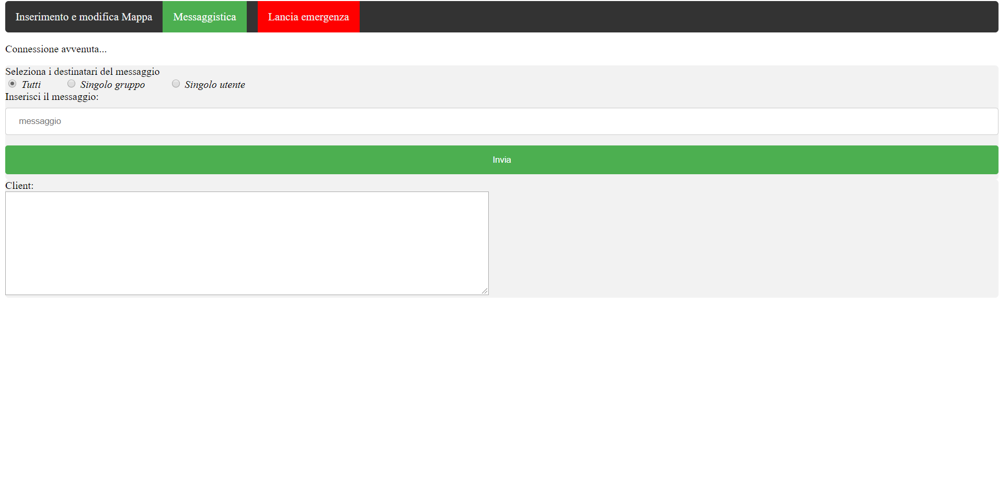 Inserimento e modifica Mappa Messaggistica Lancia emergenza
Connessione avvenuta...
Seleziona i destinatari del messaggio
Tutti Singolo gruppo Singolo utente
Inserisci il messaggio:
messaggio
Invia
Client: